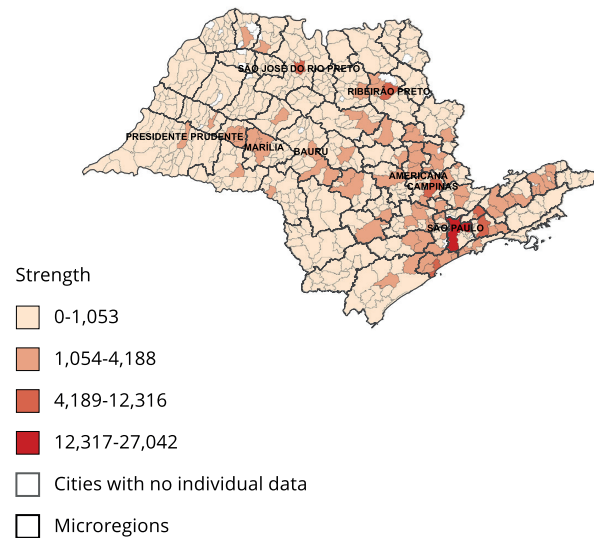 SÃO JOSÉ DO RIO PRETO
RIBEIRÃO PRETO
PRESIDENTE PRUDENTE
MARÍLIA
BAURU
AMERICANA
CAMPINAS
SÃO PAULO
Strength
0-1,053
1,054-4,188
4,189-12,316
12,317-27,042
Cities with no individual data
Microregions